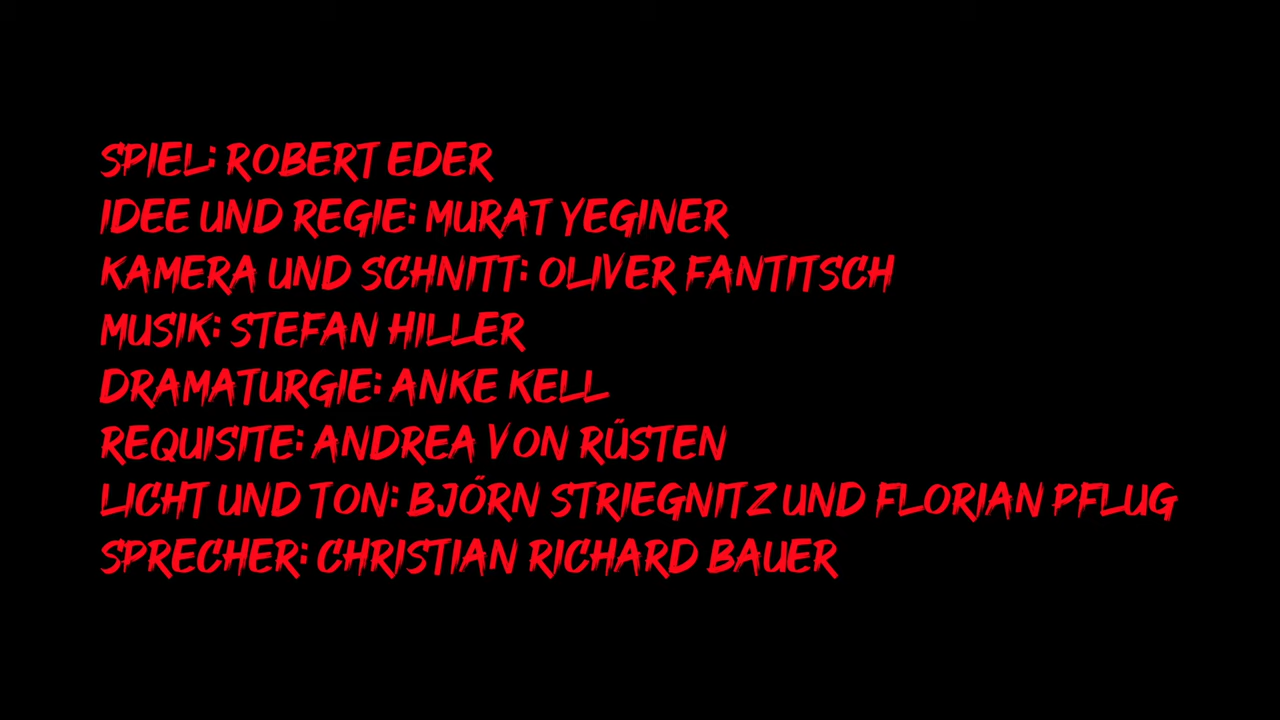 SPIEL: ROBERT EDER
IDEE UND REGIE: MURAT YEGINER
KAMERA UND SCHNITT: OLIVER FANTITSCH
MUSIK: STEFAN HILLER
DRAMATURGIE: ANKE KELL
REQUISITE: ANDREA VON RÜSTEN
LICHT UND TON: BJÖRN STRIEGNITZ UND FLORIAN PFLUG
SPRECHER: CHRISTIAN RICHARD BAUER